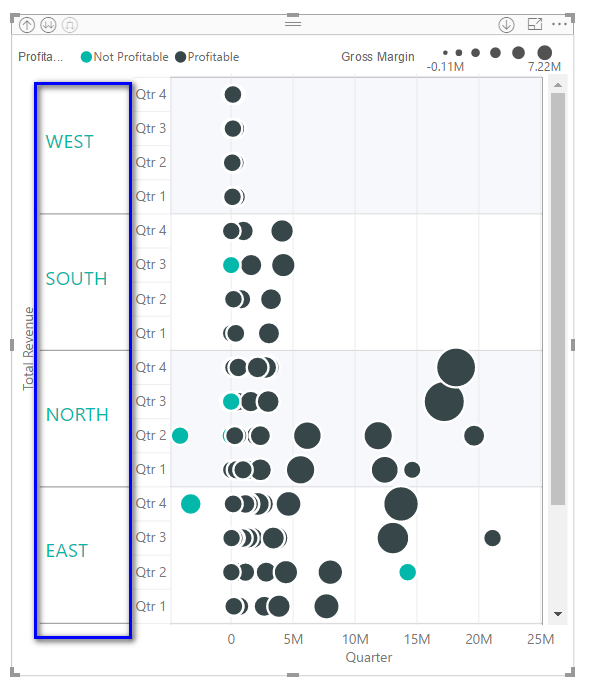 Profita... Not Profitable Profitable Gross Margin
-0.11M 7.22M
Total Revenue
WEST
Qtr 4
Qtr 3
Qtr 2
Qtr 1
SOUTH
Qtr 4
Qtr 3
Qtr 2
Qtr 1
NORTH
Qtr 4
Qtr 3
Qtr 2
Qtr 1
EAST
Qtr 4
Qtr 3
Qtr 2
Qtr 1
0 5M 10M 15M 20M 25M
Quarter